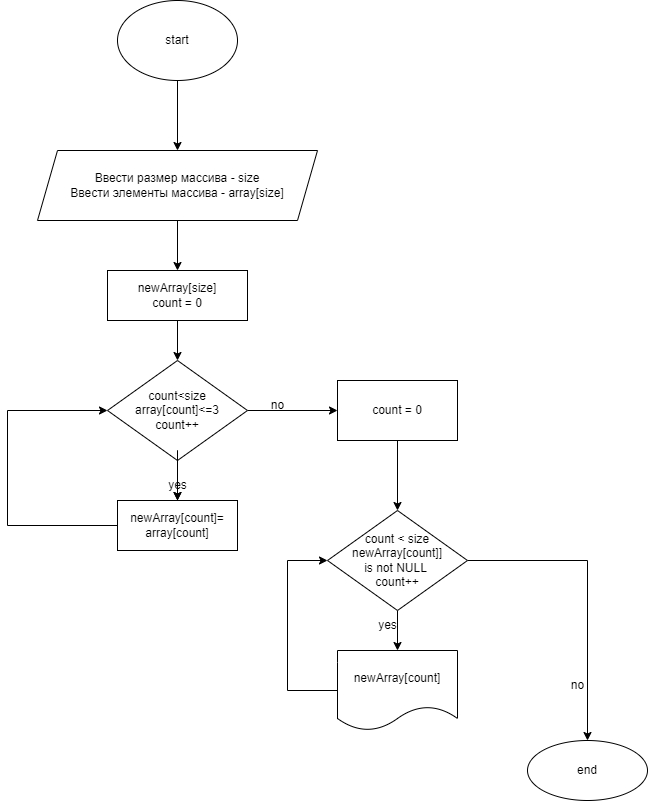 start
Ввести размер массива - size
Ввести элементы массива - array[size]
newArray[size]
count = 0
count<size
array[count]<=3
count++
no
count = 0
yes
newArray[count]=
array[count]
count < size
newArray[count]]
is not NULL
count++
yes
newArray[count]
no
end